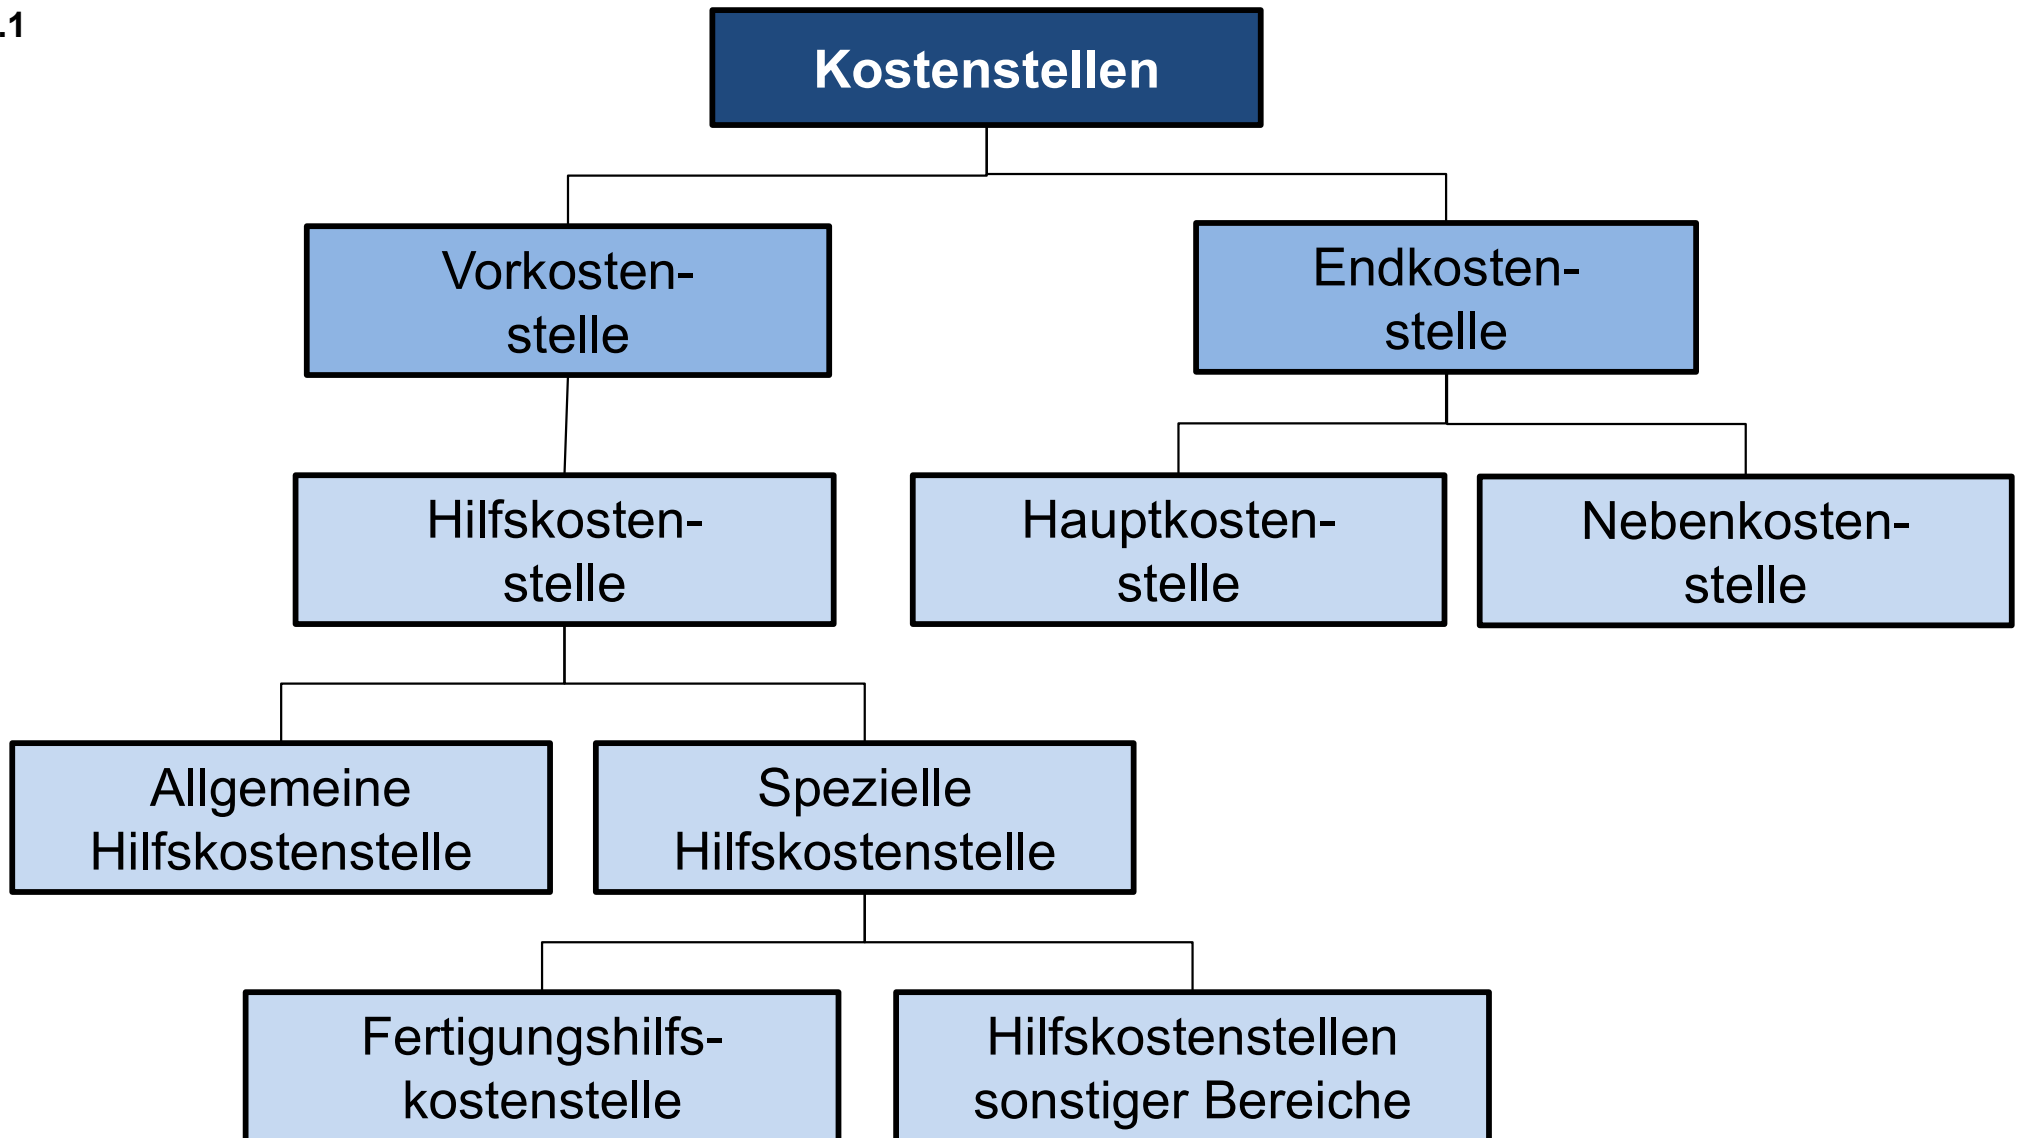 .1
Kostenstellen
Vorkosten-
stelle
Endkosten-
stelle
Hilfskosten-
stelle
Hauptkosten-
stelle
Nebenkosten-
stelle
Allgemeine
Hilfskostenstelle
Spezielle
Hilfskostenstelle
Fertigungshilfs-
kostenstelle
Hilfskostenstellen
sonstiger Bereiche